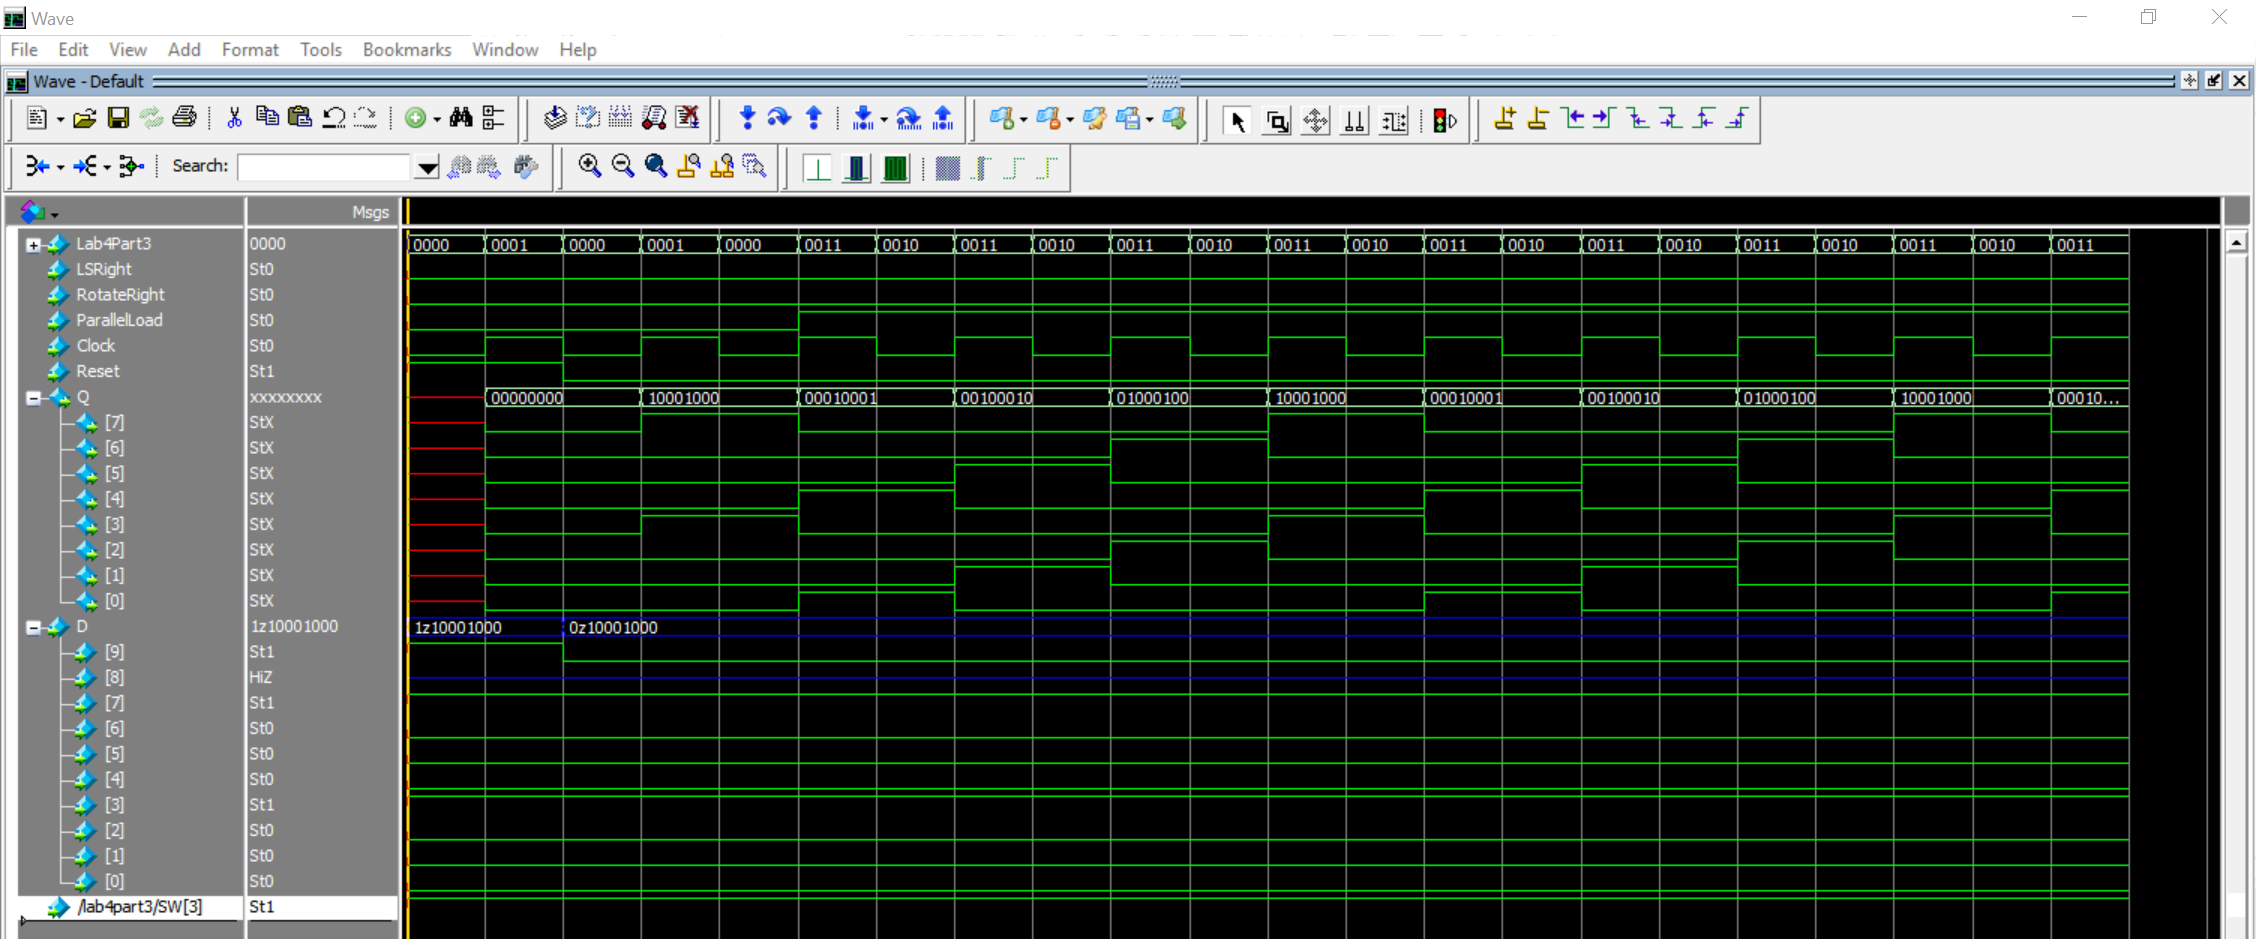 Wave
File Edit View Add Format Tools Bookmarks Window Help
Wave - Default
Search:
Msgs
Lab4Part3 0000 0000 0001 0000 0001 0000 0011 0010 0011 0010 0011 0010 0011 0010 0011 0010 0011 0010 0011 0010 0011 0010 0011
LSRight St0
RotateRight St0
ParallelLoad St0
Clock St0
Reset St1
Q xxxxxxxx 00000000 10001000 00010001 00100010 01000100 10001000 00010001 00100010 01000100 10001000 00010...
[7] StX
[6] StX
[5] StX
[4] StX
[3] StX
[2] StX
[1] StX
[0] StX
D 1z10001000 1z10001000 0z10001000
[9] St1
[8] HiZ
[7] St1
[6] St0
[5] St0
[4] St0
[3] St1
[2] St0
[1] St0
[0] St0
/lab4part3/SW[3] St1